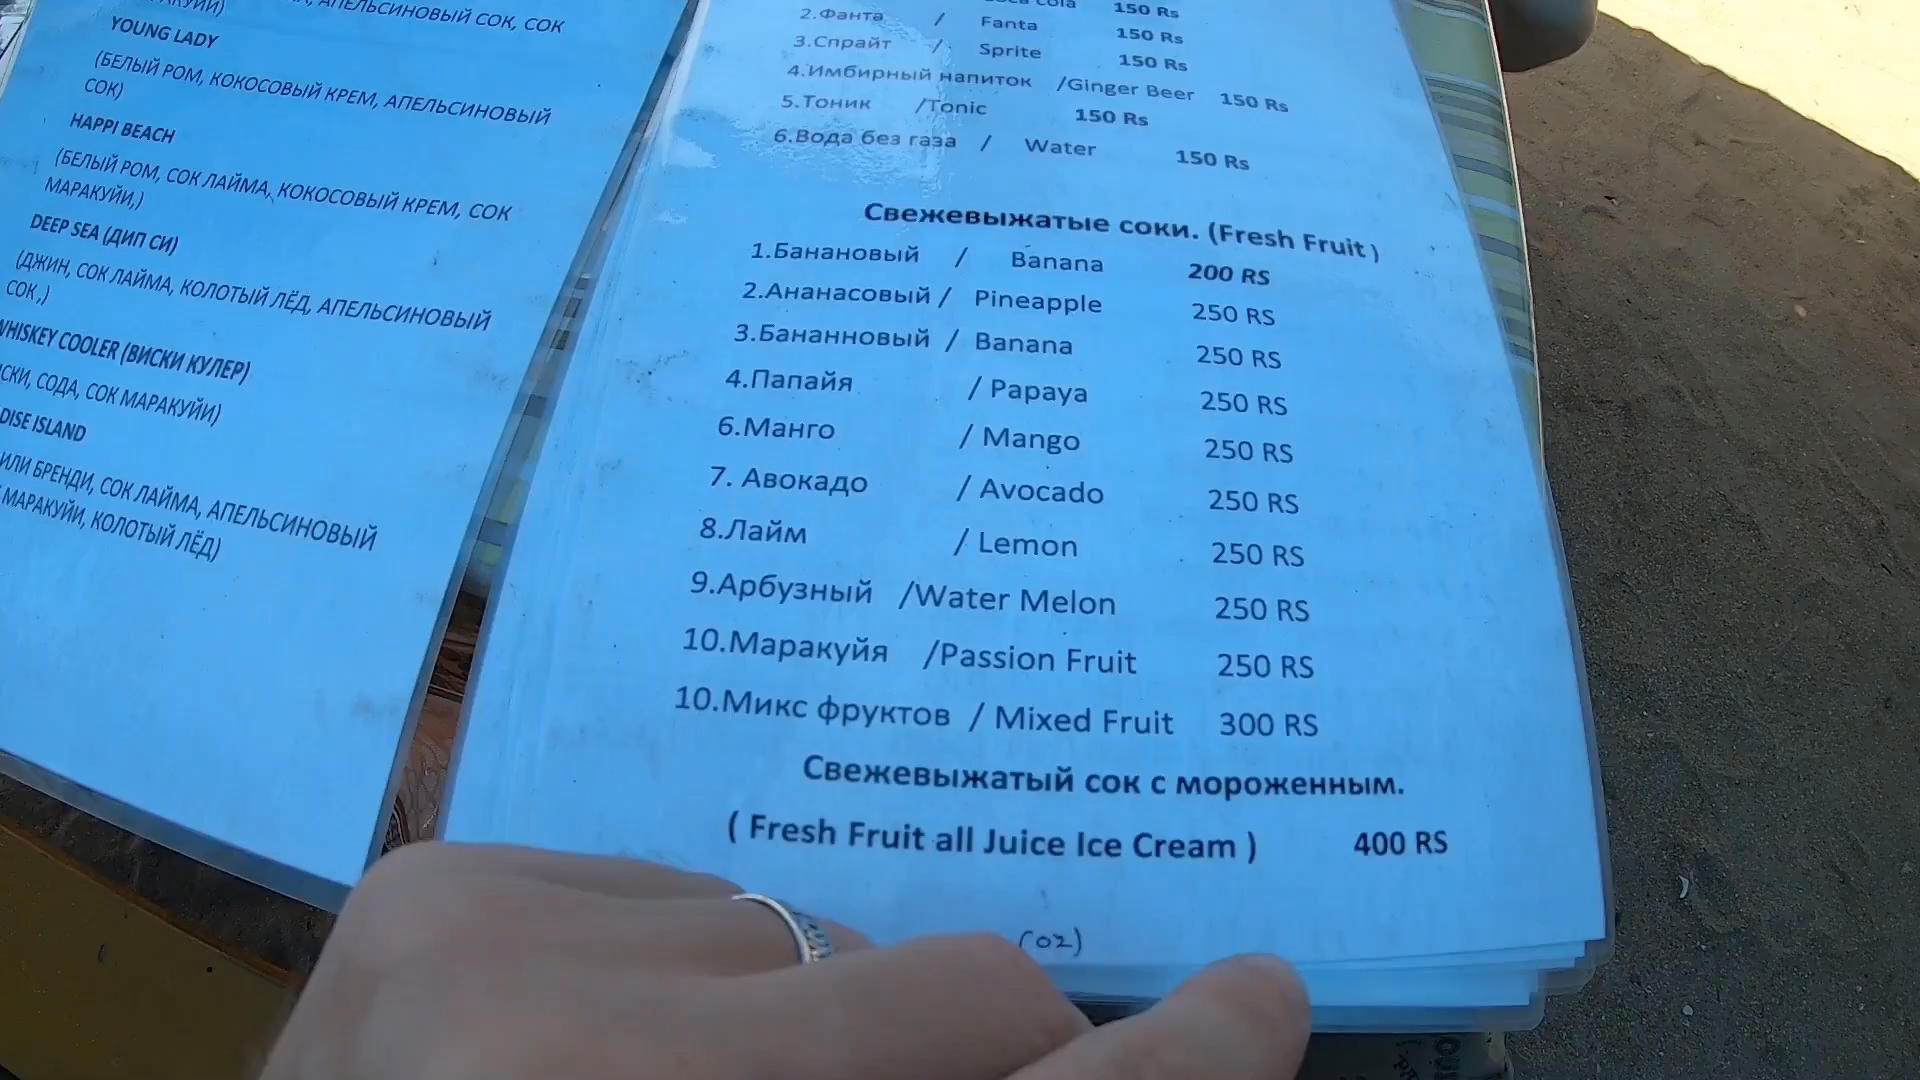 АПЕЛЬСИНОВЫЙ СОК, СОК
YOUNG LADY
(БЕЛЫЙ РОМ, КОКОСОВЫЙ КРЕМ, АПЕЛЬСИНОВЫЙ
СОК)
HAPPI BEACH
(БЕЛЫЙ РОМ, СОК ЛАЙМА, КОКОСОВЫЙ КРЕМ, СОК
МАРАКУЙИ,)
DEEP SEA (ДИП СИ)
(ДЖИН, СОК ЛАЙМА, КОЛОТЫЙ ЛЁД, АПЕЛЬСИНОВЫЙ
СОК,)
WHISKEY COOLER (ВИСКИ КУЛЕР)
СОДА, СОК МАРАКУЙИ)
ISLAND
ИЛИ БРЕНДИ, СОК ЛАЙМА, АПЕЛЬСИНОВЫЙ
МАРАКУЙИ, КОЛОТЫЙ ЛЁД)
150 Rs
2.Фанта / Fanta 150 Rs
3.Спрайт / Sprite 150 Rs
4.Имбирный напиток /Ginger Beer 150 Rs
5.Тоник /Tonic 150 Rs
6.Вода без газа / Water 150 Rs
Свежевыжатые соки. (Fresh Fruit )
1.Банановый / Banana 200 RS
2.Ананасовый / Pineapple 250 RS
3.Бананновый / Banana 250 RS
4.Папайя / Papaya 250 RS
6.Манго / Mango 250 RS
7. Авокадо / Avocado 250 RS
8.Лайм / Lemon 250 RS
9.Арбузный /Water Melon 250 RS
10.Маракуйя /Passion Fruit 250 RS
10.Микс фруктов / Mixed Fruit 300 RS
Свежевыжатый сок с мороженным.
( Fresh Fruit all Juice Ice Cream ) 400 RS
(02)